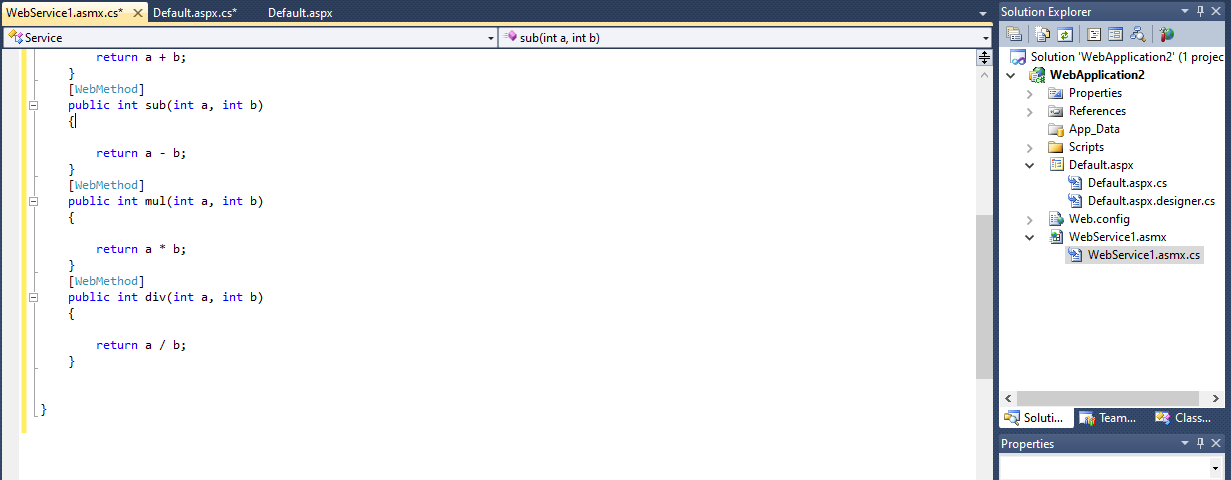 WebService1.asmx.cs* Default.aspx.cs* Default.aspx
Service sub(int a, int b)
return a + b;
}
[WebMethod]
public int sub(int a, int b)
{
return a - b;
}
[WebMethod]
public int mul(int a, int b)
{
return a * b;
}
[WebMethod]
public int div(int a, int b)
{
return a / b;
}
}
Solution Explorer
Solution 'WebApplication2' (1 projec
WebApplication2
Properties
References
App_Data
Scripts
Default.aspx
Default.aspx.cs
Default.aspx.designer.cs
Web.config
WebService1.asmx
WebService1.asmx.cs
Soluti... Team... Class...
Properties